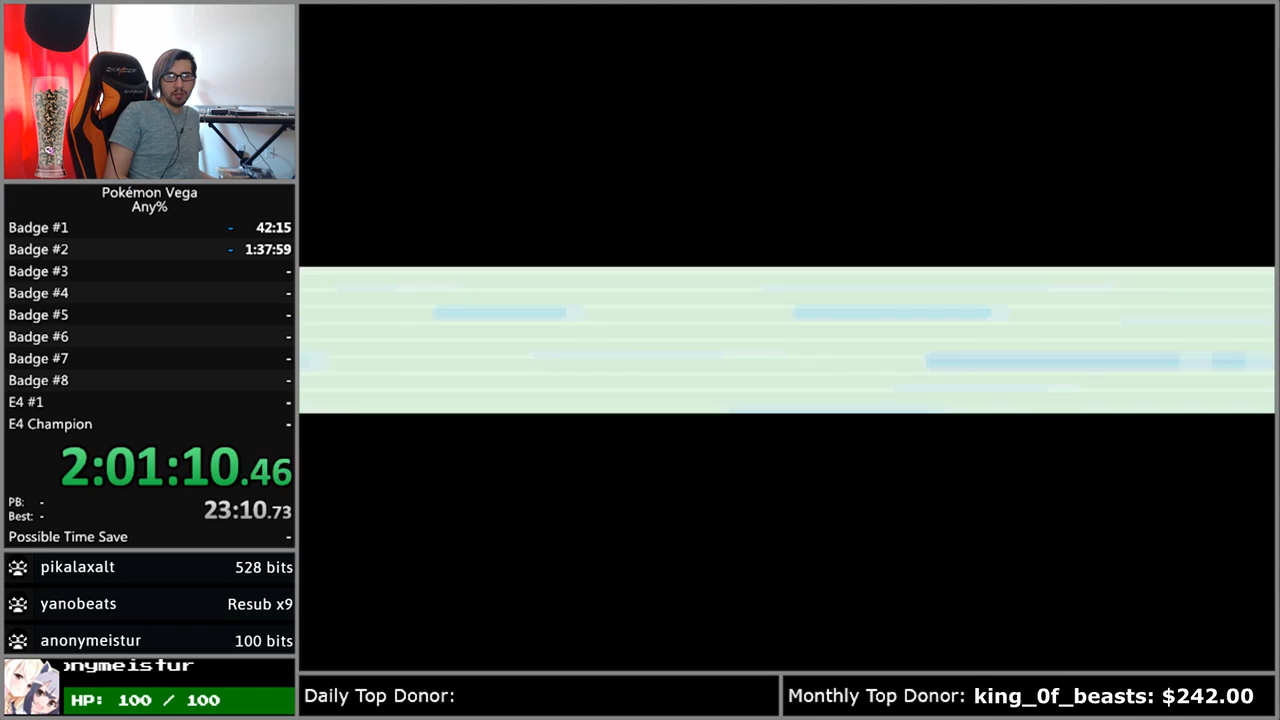 Pokémon Vega
Any%
Badge #1 - 42:15
Badge #2 - 1:37:59
Badge #3 -
Badge #4 -
Badge #5 -
Badge #6 -
Badge #7 -
Badge #8 -
E4 #1 -
E4 Champion -
2:01:10.46
PB: -
Best: -
23:10.73
Possible Time Save -
pikalaxalt 528 bits
yanobeats Resub x9
anonymeistur 100 bits
onymeistur
HP: 100 / 100
Daily Top Donor:
Monthly Top Donor: king_0f_beasts: $242.00